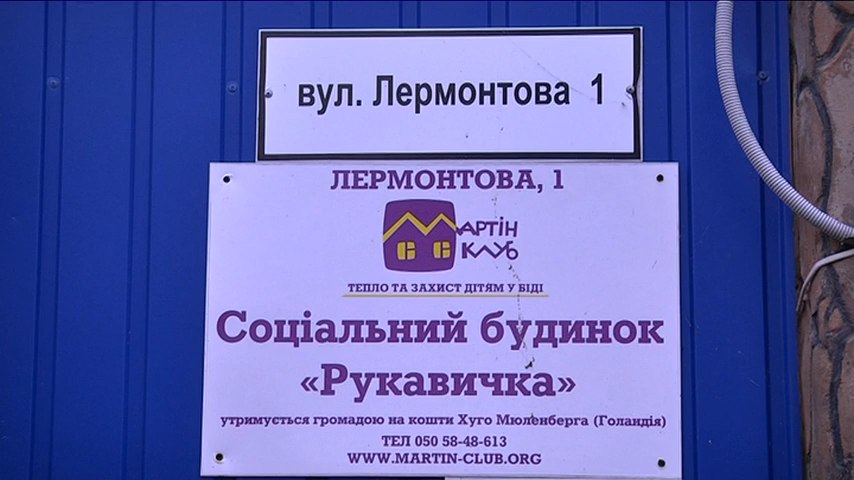 вул. Лермонтова 1
ЛЕРМОНТОВА, 1
МАРТІН
КЛУБ
ТЕПЛО ТА ЗАХИСТ ДІТЯМ У БІДІ
Соціальний будинок
«Рукавичка»
утримується громадою на кошти Хуго Мюленберга (Голандія)
ТЕЛ 050 58-48-613
WWW.MARTIN-CLUB.ORG